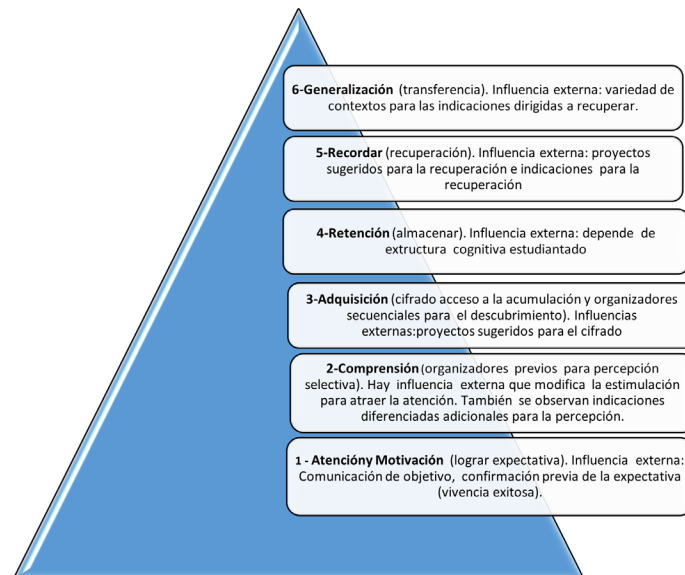 6-Generalización (transferencia). Influencia externa: variedad de
contextos para las indicaciones dirigidas a recuperar.
5-Recordar (recuperación). Influencia externa: proyectos
sugeridos para la recuperación e indicaciones para la
recuperación
4-Retención (almacenar). Influencia externa: depende de
extructura cognitiva estudiantado
3-Adquisición (cifrado acceso a la acumulación y organizadores
secuenciales para el descubrimiento). Influencias
externas:proyectos sugeridos para el cifrado
2-Comprensión (organizadores previos para percepción
selectiva). Hay influencia externa que modifica la estimulación
para atraer la atención. También se observan indicaciones
diferenciadas adicionales para la percepción.
1 - Atencióny Motivación (lograr expectativa). Influencia externa:
Comunicación de objetivo, confirmación previa de la expectativa
(vivencia exitosa).